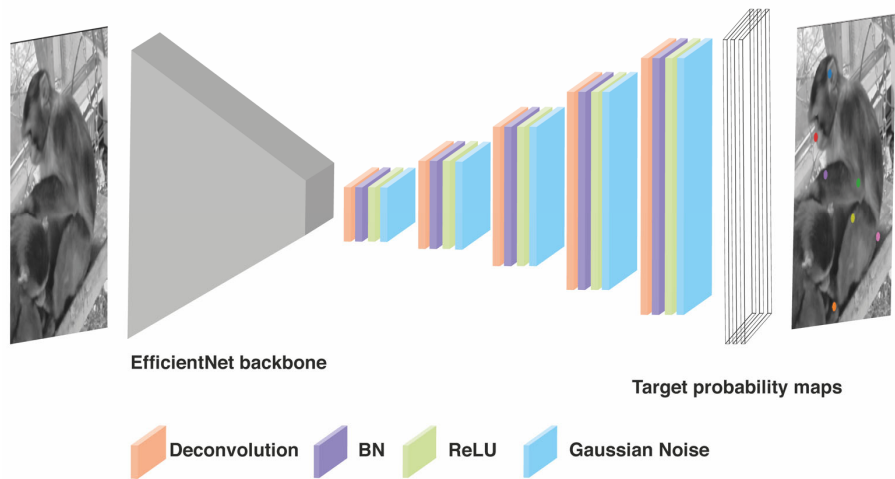 EfficientNet backbone
Target probability maps
Deconvolution BN ReLU Gaussian Noise